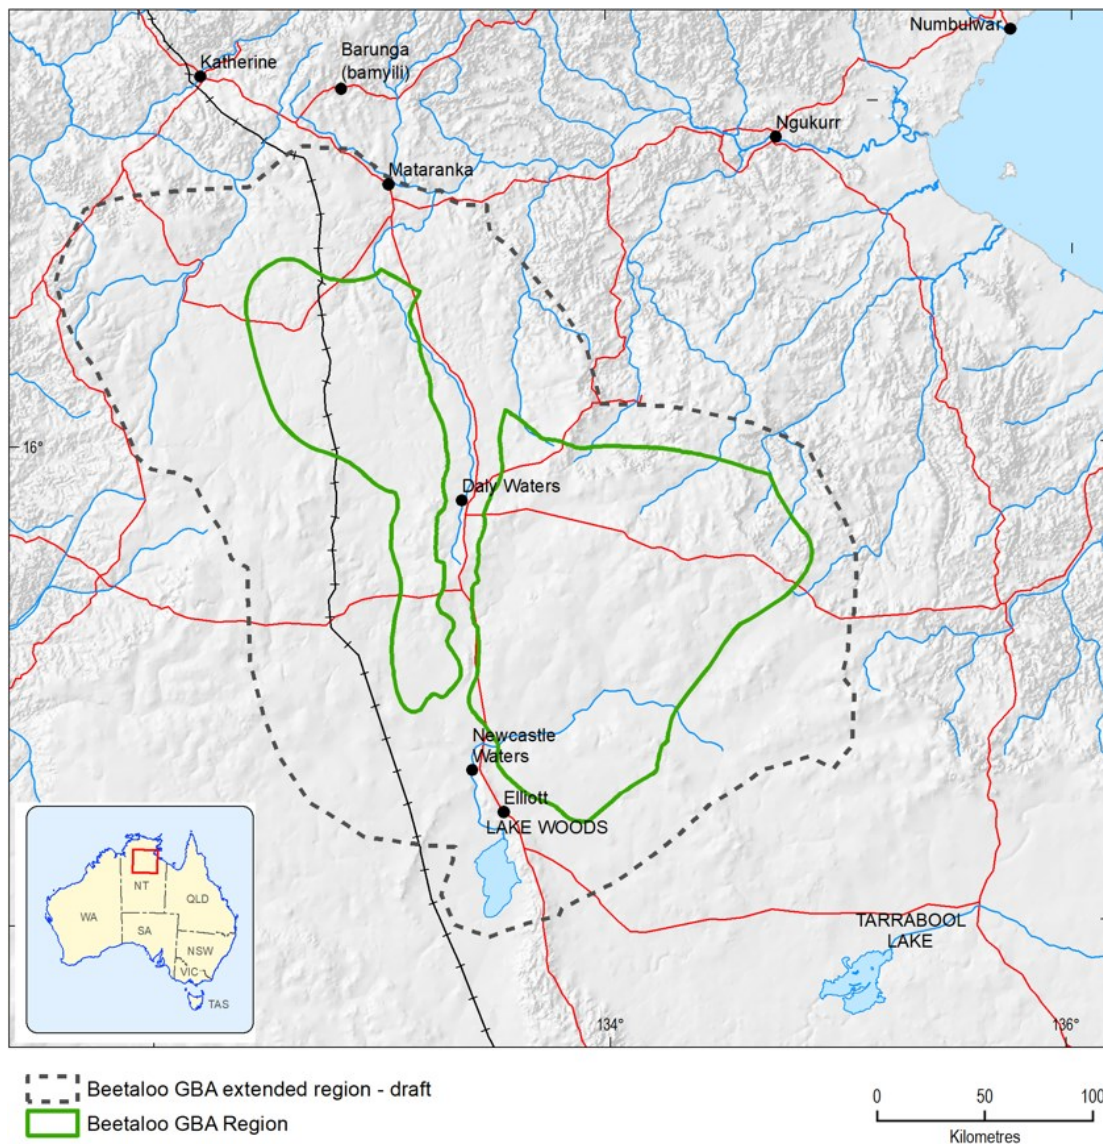 Numbulwar
Katherine
Barunga
(bamyili)
Ngukurr
Mataranka
16°
Daly Waters
Newcastle
Waters
Elliott
LAKE WOODS
TARRABOOL
LAKE
134°
136°
WA
NT
QLD
SA
NSW
VIC
TAS
Beetaloo GBA extended region - draft
Beetaloo GBA Region
0 50 100
Kilometres